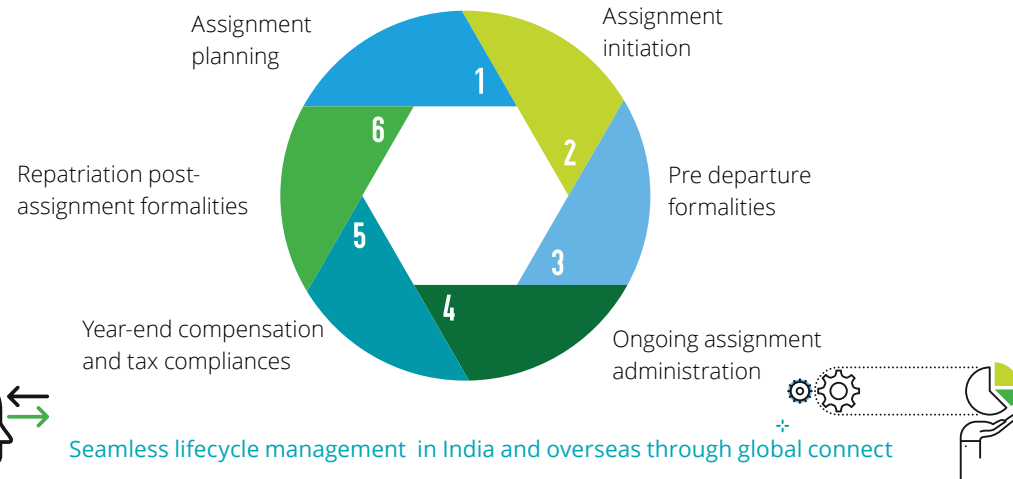 Assignment
planning
1
Assignment
initiation
2
Pre departure
formalities
3
Ongoing assignment
administration
4
Year-end compensation
and tax compliances
5
Repatriation post-
assignment formalities
6
Seamless lifecycle management in India and overseas through global connect